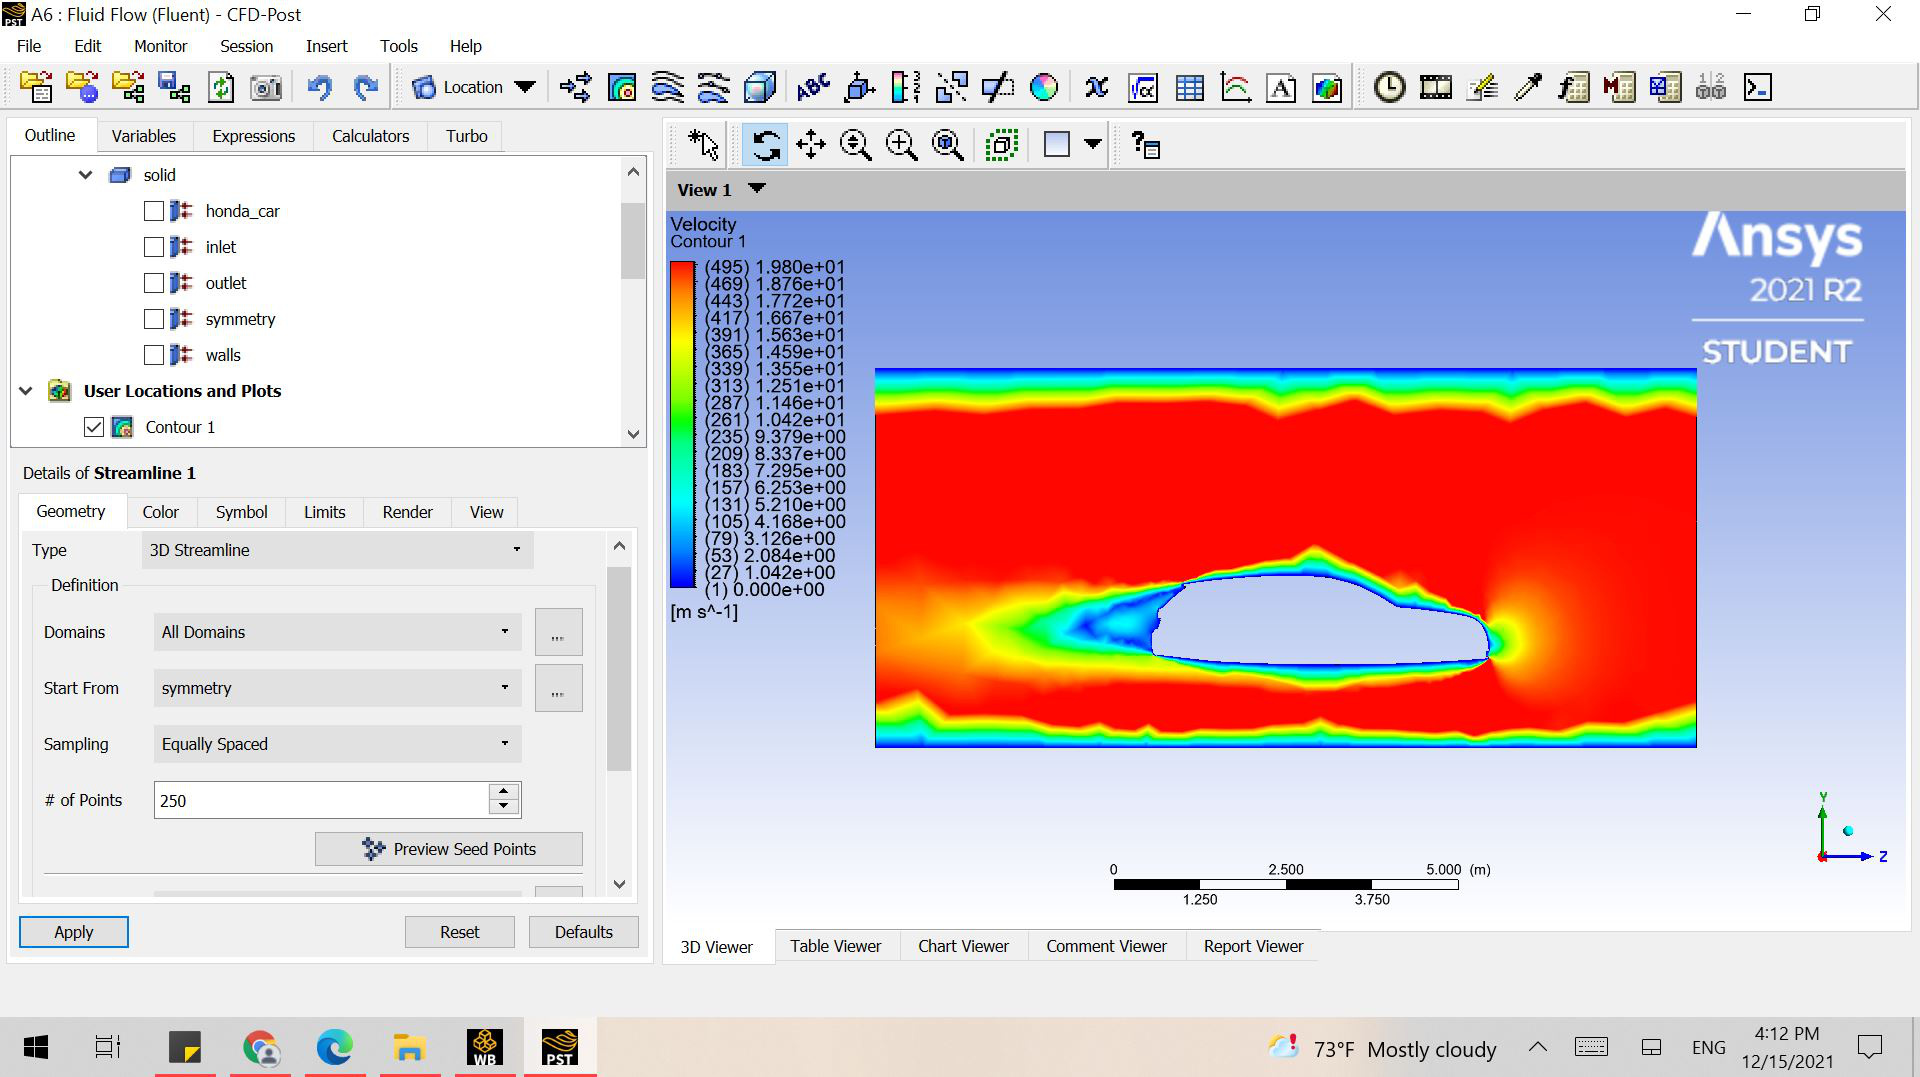 A6 : Fluid Flow (Fluent) - CFD-Post
File Edit Monitor Session Insert Tools Help
Location
Outline Variables Expressions Calculators Turbo
solid
honda_car
inlet
outlet
symmetry
walls
User Locations and Plots
Contour 1
Details of Streamline 1
Geometry Color Symbol Limits Render View
Type 3D Streamline
Definition
Domains All Domains ...
Start From symmetry ...
Sampling Equally Spaced
# of Points 250
Preview Seed Points
Apply Reset Defaults
View 1
Velocity
Contour 1
(495) 1.980e+01
(469) 1.876e+01
(443) 1.772e+01
(417) 1.667e+01
(391) 1.563e+01
(365) 1.459e+01
(339) 1.355e+01
(313) 1.251e+01
(287) 1.146e+01
(261) 1.042e+01
(235) 9.379e+00
(209) 8.337e+00
(183) 7.295e+00
(157) 6.253e+00
(131) 5.210e+00
(105) 4.168e+00
(79) 3.126e+00
(53) 2.084e+00
(27) 1.042e+00
(1) 0.000e+00
[m s^-1]
Ansys
2021 R2
STUDENT
Y
Z
0 2.500 5.000 (m)
1.250 3.750
3D Viewer Table Viewer Chart Viewer Comment Viewer Report Viewer
WB
PST
73°F Mostly cloudy
ENG
4:12 PM
12/15/2021